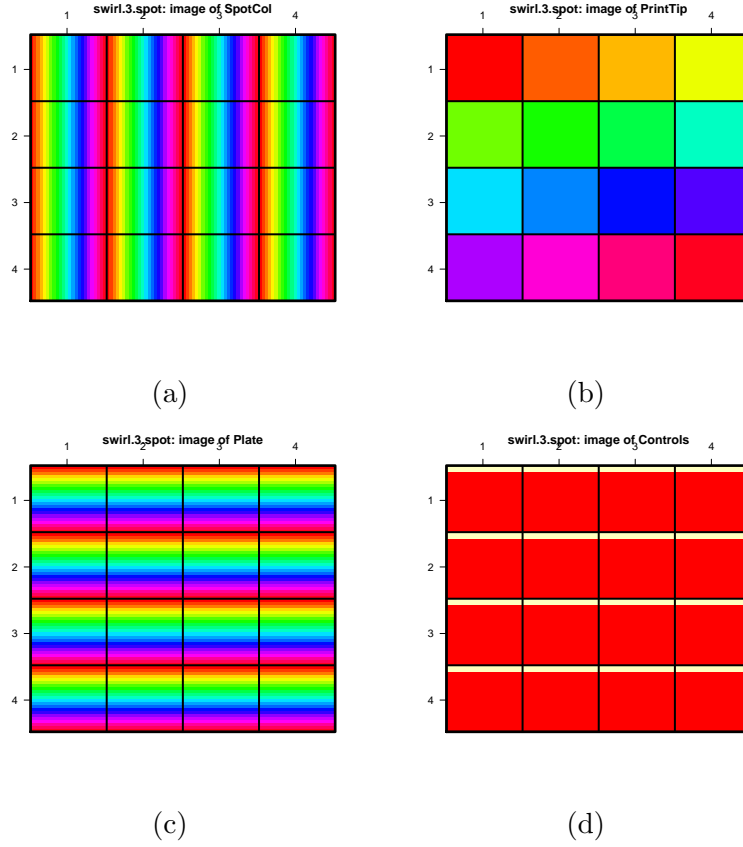 swirl.3.spot: image of SpotCol
1 2 3 4
1
2
3
4
(a)
swirl.3.spot: image of PrintTip
1 2 3 4
1
2
3
4
(b)
swirl.3.spot: image of Plate
1 2 3 4
1
2
3
4
(c)
swirl.3.spot: image of Controls
1 2 3 4
1
2
3
4
(d)